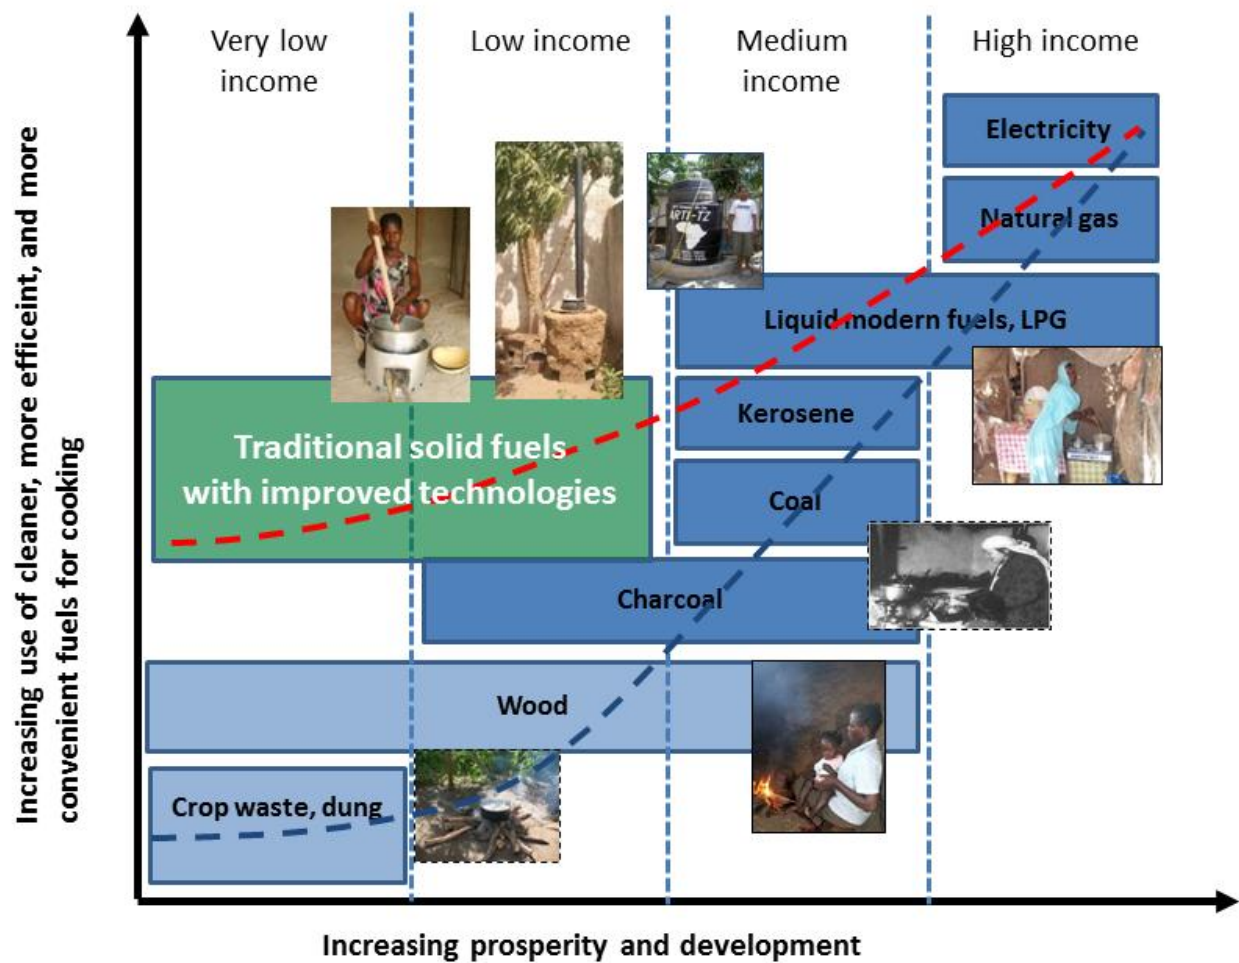 Very low
income
Low income
Medium
income
High income
Electricity
Natural gas
Liquid modern fuels, LPG
ARTI-TZ
Kerosene
Traditional solid fuels
with improved technologies
Coal
Charcoal
Wood
Crop waste, dung
Increasing use of cleaner, more efficeint, and more
convenient fuels for cooking
Increasing prosperity and development